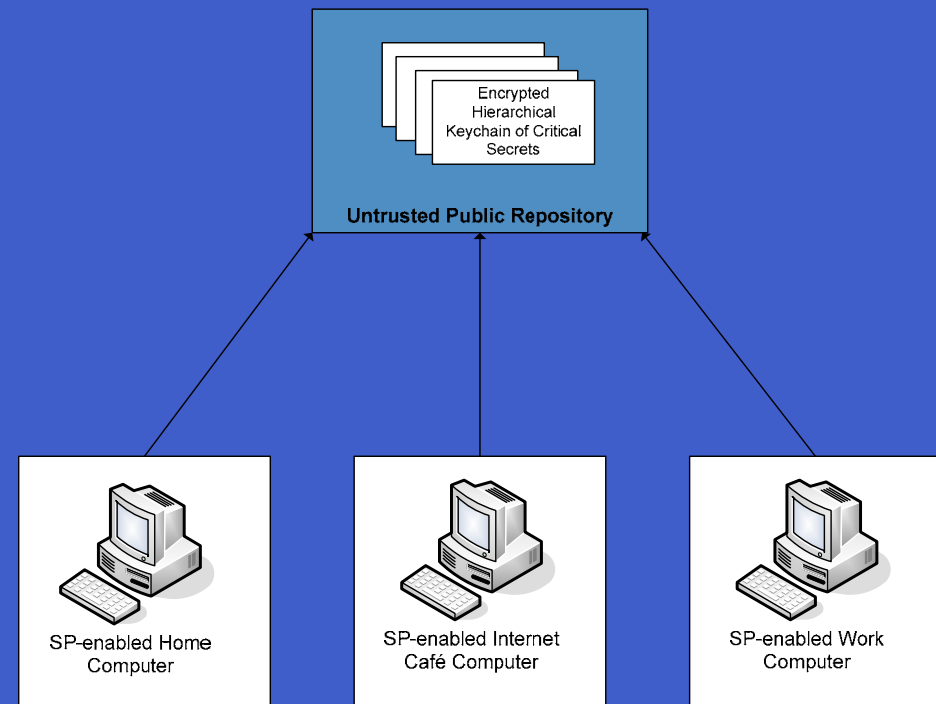 Encrypted
Hierarchical
Keychain of Critical
Secrets
Untrusted Public Repository
SP-enabled Home
Computer
SP-enabled Internet
Café Computer
SP-enabled Work
Computer